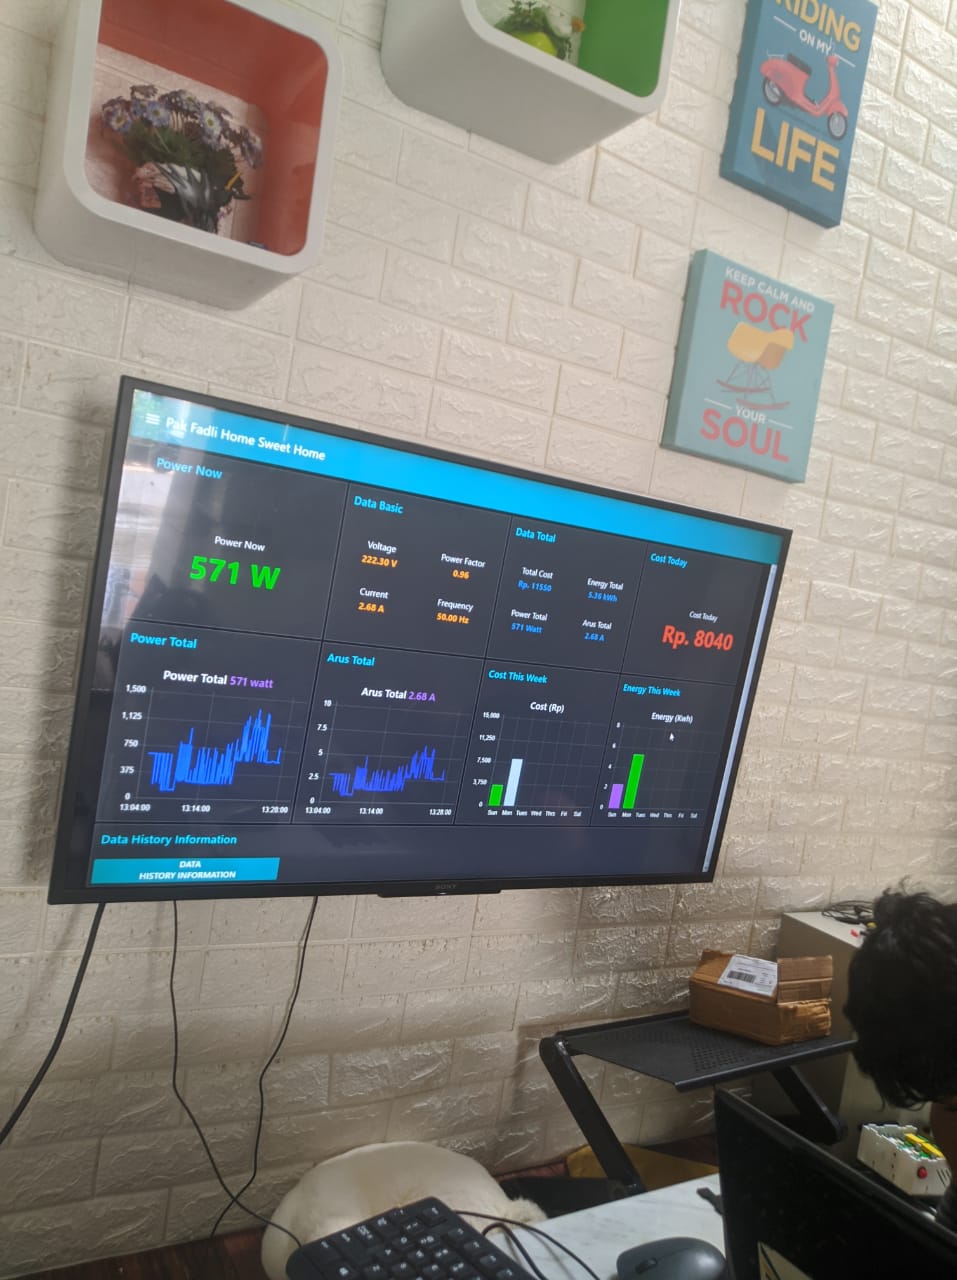 RIDING
ON MY
LIFE
KEEP CALM AND
ROCK
YOUR
SOUL
Pak Fadli Home Sweet Home
Power Now
Power Now
571 W
Data Basic
Voltage
222.30 V
Power Factor
0.96
Current
2.68 A
Frequency
50.00 Hz
Data Total
Total Cost
Rp. 11550
Energy Total
5.36 kWh
Power Total
571 Watt
Arus Total
2.68 A
Cost Today
Cost Today
Rp. 8040
Power Total
Power Total 571 watt
1,500
1,125
750
375
0
13:04:00 13:14:00 13:28:00
Arus Total
Arus Total 2.68 A
10
7.5
5
2.5
0
13:04:00 13:14:00 13:28:00
Cost This Week
Cost (Rp)
15,000
11,250
7,500
3,750
0
Sun Mon Tues Wed Thrs Fri Sat
Energy This Week
Energy (Kwh)
8
6
4
2
0
Sun Mon Tues Wed Thrs Fri Sat
Data History Information
DATA
HISTORY INFORMATION
SONY